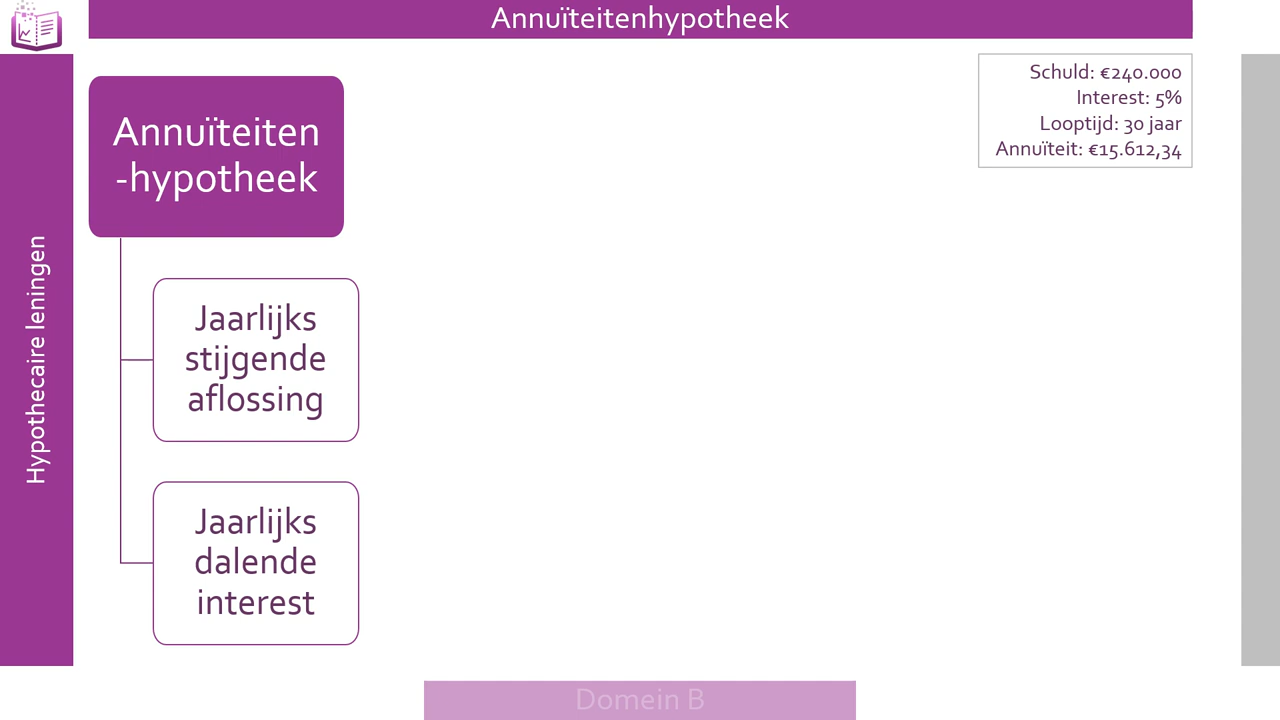 Annuïteitenhypotheek
Hypothecaire leningen
Annuïteiten
-hypotheek
Jaarlijks
stijgende
aflossing
Jaarlijks
dalende
interest
Schuld: €240.000
Interest: 5%
Looptijd: 30 jaar
Annuïteit: €15.612,34
Domein B